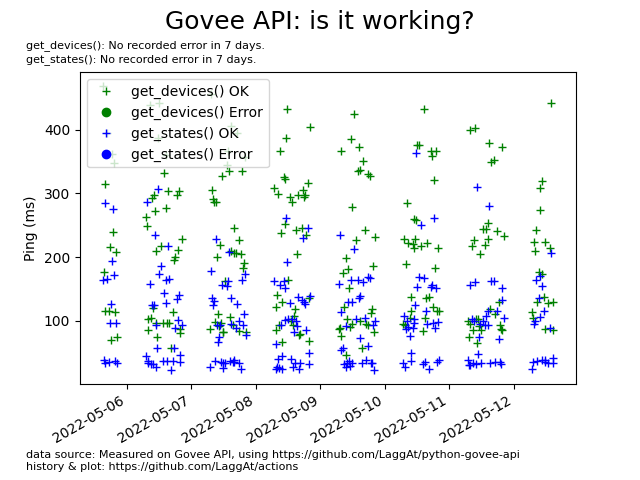 Govee API: is it working?
get_devices(): No recorded error in 7 days.
get_states(): No recorded error in 7 days.
get_devices() OK
get_devices() Error
get_states() OK
get_states() Error
Ping (ms)
400
300
200
100
2022-05-06
2022-05-07
2022-05-08
2022-05-09
2022-05-10
2022-05-11
2022-05-12
data source: Measured on Govee API, using https://github.com/LaggAt/python-govee-api
history & plot: https://github.com/LaggAt/actions